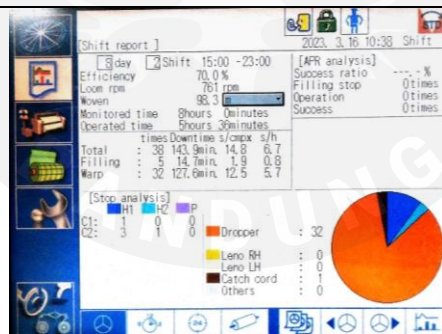 [Shift report ]
2023. 3.16 10:38 Shift
8 day 2 Shift 15:00 -23:00
Efficiency 70.0 %
Loom rpm 761 rpm
Woven 98.3 m
Monitored time 8hours 0minutes
Operated time 5hours 36minutes
times Downtime s/cmpx s/h
Total : 38 143.9min. 14.8 6.7
Filling : 5 14.7min. 1.9 0.8
Warp : 32 127.6min. 12.5 5.7
[APR analysis]
Success ratio ---.- %
Filling stop 0times
Operation 0times
Success 0times
[Stop analysis]
H1 H2 P
C1: 1 0 0
C2: 3 1 0
Dropper : 32
Leno RH : 0
Leno LH : 0
Catch cord : 1
Others : 0